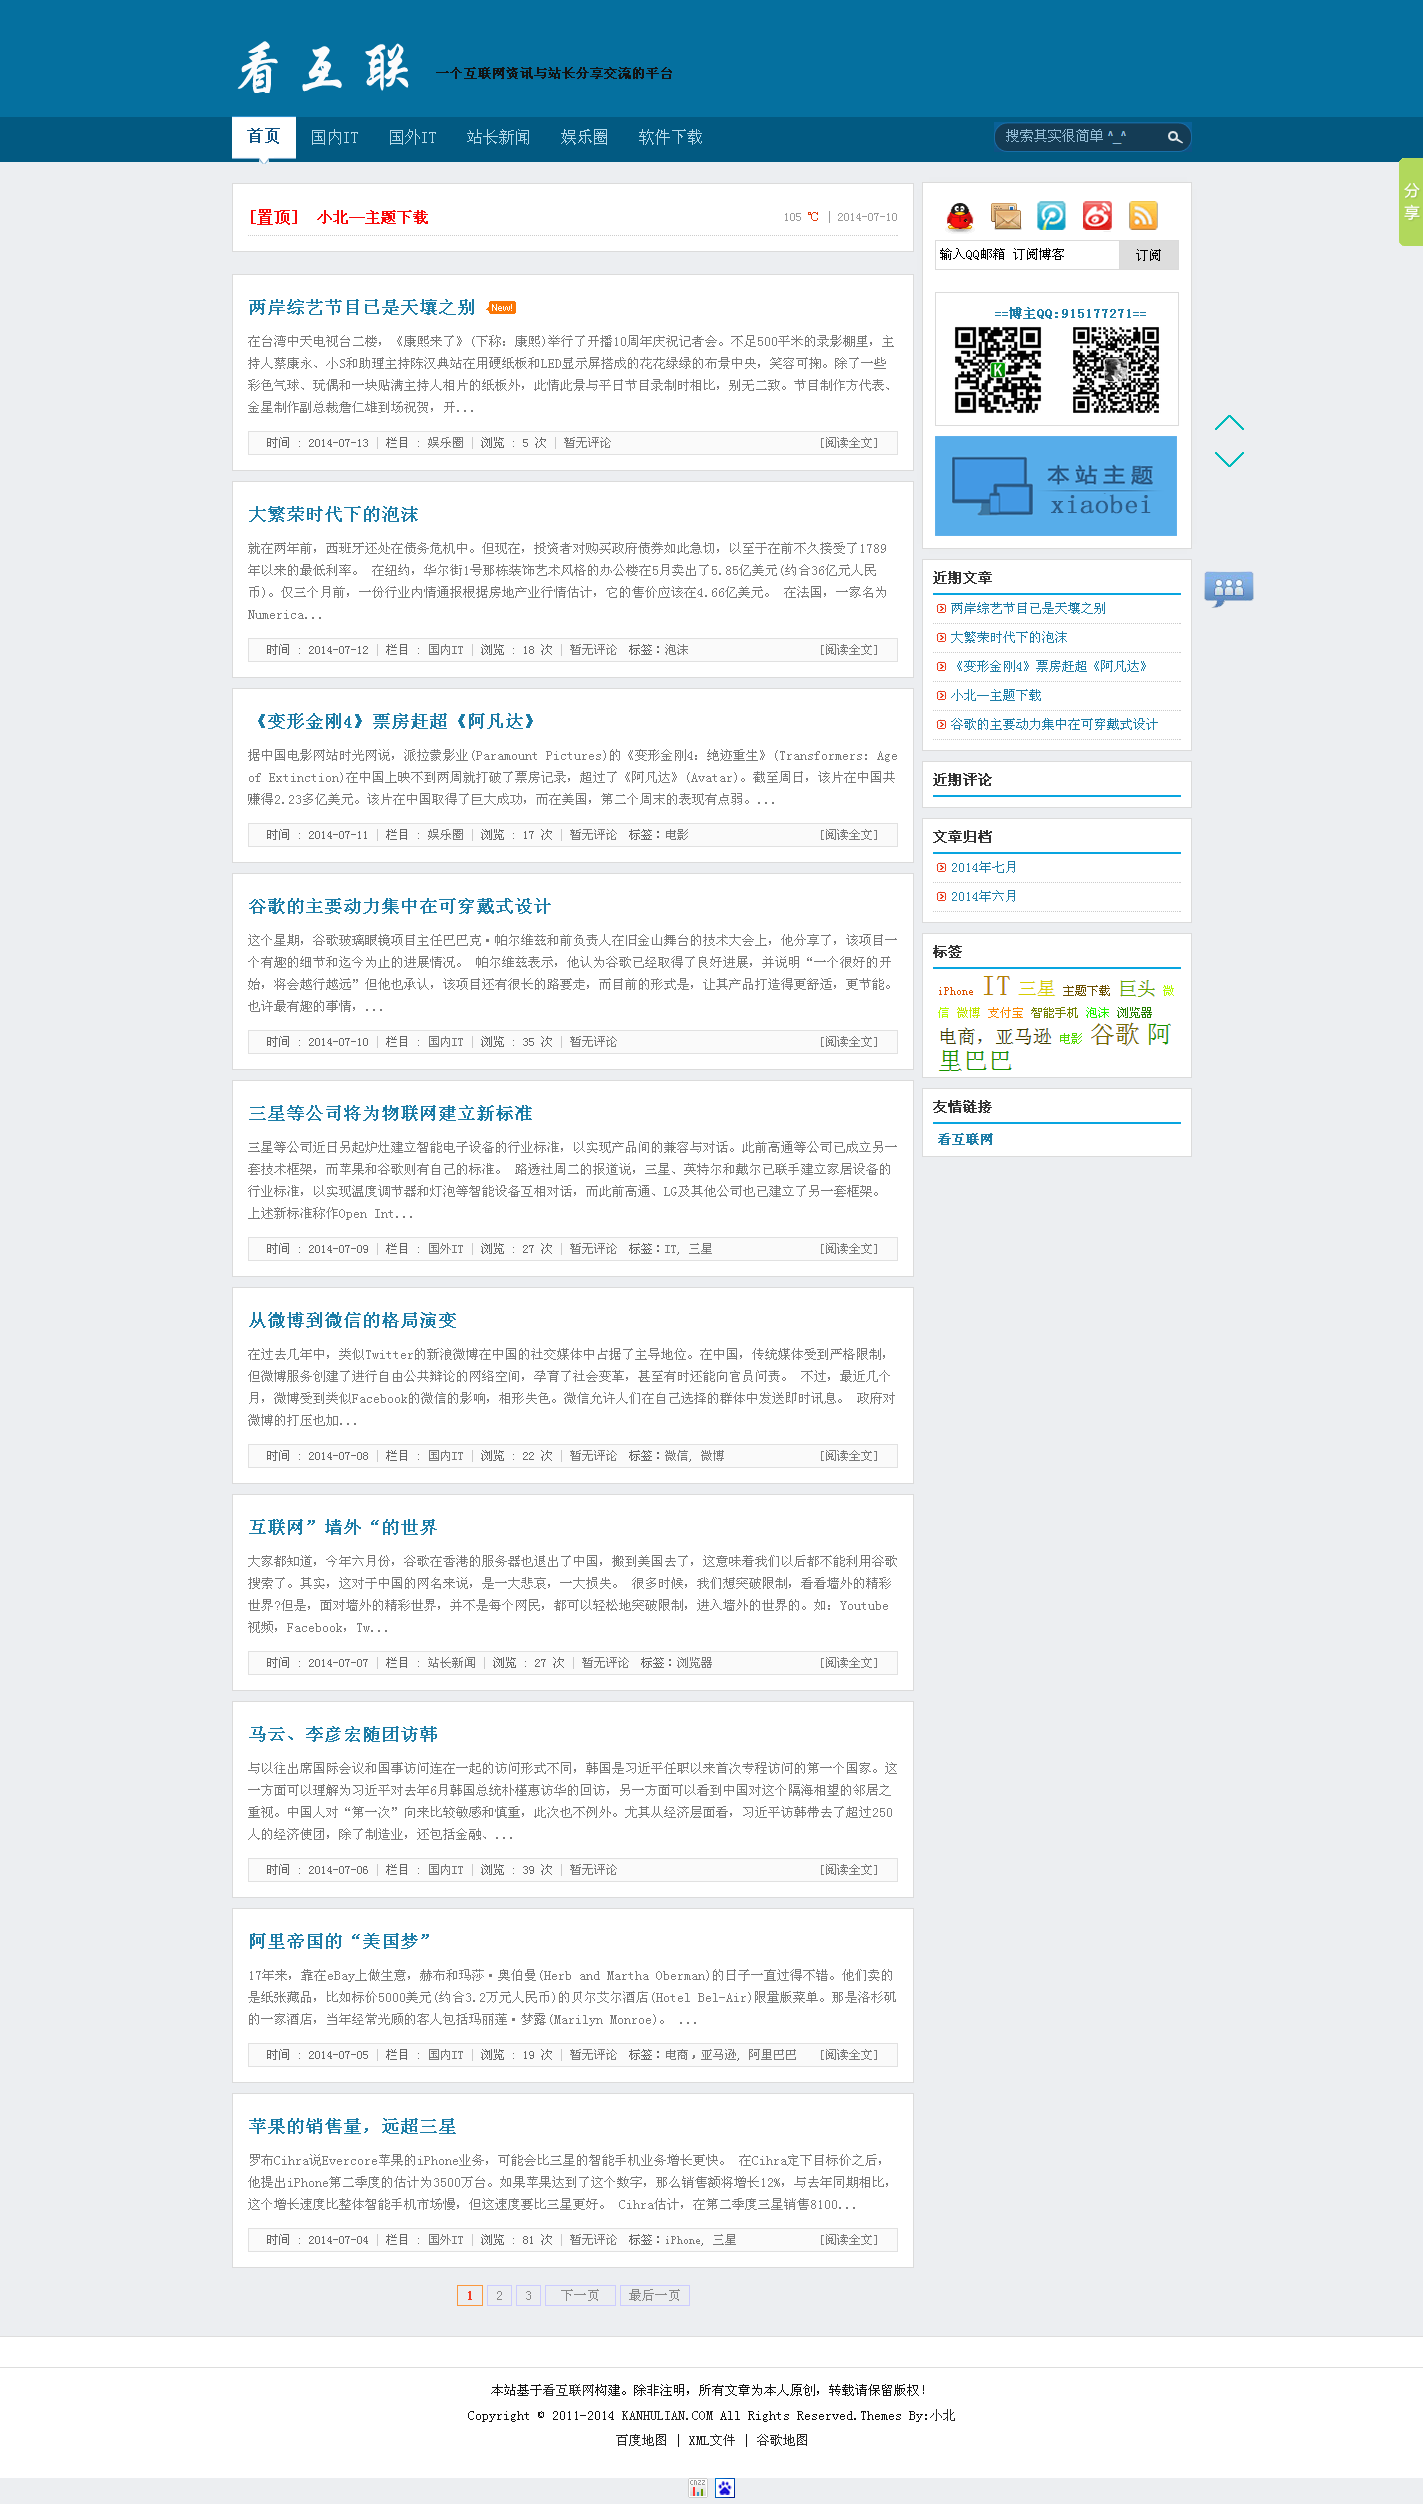 看互联
一个互联网资讯与站长分享交流的平台
首页 国内IT 国外IT 站长新闻 娱乐圈 软件下载
搜索其实很简单 ^_^
分享
[置顶] 小北—主题下载
105 ℃ | 2014-07-10
两岸综艺节目已是天壤之别 New!
在台湾中天电视台二楼，《康熙来了》(下称：康熙)举行了开播10周年庆祝记者会。不足500平米的录影棚里，主
持人蔡康永、小S和助理主持陈汉典站在用硬纸板和LED显示屏搭成的花花绿绿的布景中央，笑容可掬。除了一些
彩色气球、玩偶和一块贴满主持人相片的纸板外，此情此景与平日节目录制时相比，别无二致。节目制作方代表、
金星制作副总裁詹仁雄到场祝贺，开...
时间 : 2014-07-13 | 栏目 : 娱乐圈 | 浏览 : 5 次 | 暂无评论 [阅读全文]
大繁荣时代下的泡沫
就在两年前，西班牙还处在债务危机中。但现在，投资者对购买政府债券如此急切，以至于在前不久接受了1789
年以来的最低利率。 在纽约，华尔街1号那栋装饰艺术风格的办公楼在5月卖出了5.85亿美元(约合36亿元人民
币)。仅三个月前，一份行业内情通报根据房地产业行情估计，它的售价应该在4.66亿美元。 在法国，一家名为
Numerica...
时间 : 2014-07-12 | 栏目 : 国内IT | 浏览 : 18 次 | 暂无评论 标签：泡沫 [阅读全文]
《变形金刚4》票房赶超《阿凡达》
据中国电影网站时光网说，派拉蒙影业(Paramount Pictures)的《变形金刚4：绝迹重生》(Transformers: Age
of Extinction)在中国上映不到两周就打破了票房记录，超过了《阿凡达》(Avatar)。截至周日，该片在中国共
赚得2.23多亿美元。该片在中国取得了巨大成功，而在美国，第二个周末的表现有点弱。...
时间 : 2014-07-11 | 栏目 : 娱乐圈 | 浏览 : 17 次 | 暂无评论 标签：电影 [阅读全文]
谷歌的主要动力集中在可穿戴式设计
这个星期，谷歌玻璃眼镜项目主任巴巴克·帕尔维兹和前负责人在旧金山舞台的技术大会上，他分享了，该项目一
个有趣的细节和迄今为止的进展情况。 帕尔维兹表示，他认为谷歌已经取得了良好进展，并说明“一个很好的开
始，将会越行越远”但他也承认，该项目还有很长的路要走，而目前的形式是，让其产品打造得更舒适，更节能。
也许最有趣的事情，...
时间 : 2014-07-10 | 栏目 : 国内IT | 浏览 : 35 次 | 暂无评论 [阅读全文]
三星等公司将为物联网建立新标准
三星等公司近日另起炉灶建立智能电子设备的行业标准，以实现产品间的兼容与对话。此前高通等公司已成立另一
套技术框架，而苹果和谷歌则有自己的标准。 路透社周二的报道说，三星、英特尔和戴尔已联手建立家居设备的
行业标准，以实现温度调节器和灯泡等智能设备互相对话，而此前高通、LG及其他公司也已建立了另一套框架。
上述新标准称作Open Int...
时间 : 2014-07-09 | 栏目 : 国外IT | 浏览 : 27 次 | 暂无评论 标签：IT, 三星 [阅读全文]
从微博到微信的格局演变
在过去几年中，类似Twitter的新浪微博在中国的社交媒体中占据了主导地位。在中国，传统媒体受到严格限制，
但微博服务创建了进行自由公共辩论的网络空间，孕育了社会变革，甚至有时还能向官员问责。 不过，最近几个
月，微博受到类似Facebook的微信的影响，相形失色。微信允许人们在自己选择的群体中发送即时讯息。 政府对
微博的打压也加...
时间 : 2014-07-08 | 栏目 : 国内IT | 浏览 : 22 次 | 暂无评论 标签：微信, 微博 [阅读全文]
互联网”墙外“的世界
大家都知道，今年六月份，谷歌在香港的服务器也退出了中国，搬到美国去了，这意味着我们以后都不能利用谷歌
搜索了。其实，这对于中国的网名来说，是一大悲哀，一大损失。 很多时候，我们想突破限制，看看墙外的精彩
世界?但是，面对墙外的精彩世界，并不是每个网民，都可以轻松地突破限制，进入墙外的世界的。如：Youtube
视频，Facebook，Tw...
时间 : 2014-07-07 | 栏目 : 站长新闻 | 浏览 : 27 次 | 暂无评论 标签：浏览器 [阅读全文]
马云、李彦宏随团访韩
与以往出席国际会议和国事访问连在一起的访问形式不同，韩国是习近平任职以来首次专程访问的第一个国家。这
一方面可以理解为习近平对去年6月韩国总统朴槿惠访华的回访，另一方面可以看到中国对这个隔海相望的邻居之
重视。中国人对“第一次”向来比较敏感和慎重，此次也不例外。尤其从经济层面看，习近平访韩带去了超过250
人的经济使团，除了制造业，还包括金融、...
时间 : 2014-07-06 | 栏目 : 国内IT | 浏览 : 39 次 | 暂无评论 [阅读全文]
阿里帝国的“美国梦”
17年来，靠在eBay上做生意，赫布和玛莎·奥伯曼(Herb and Martha Oberman)的日子一直过得不错。他们卖的
是纸张藏品，比如标价5000美元(约合3.2万元人民币)的贝尔艾尔酒店(Hotel Bel-Air)限量版菜单。那是洛杉矶
的一家酒店，当年经常光顾的客人包括玛丽莲·梦露(Marilyn Monroe)。 ...
时间 : 2014-07-05 | 栏目 : 国内IT | 浏览 : 19 次 | 暂无评论 标签：电商，亚马逊, 阿里巴巴 [阅读全文]
苹果的销售量，远超三星
罗布Cihra说Evercore苹果的iPhone业务，可能会比三星的智能手机业务增长更快。 在Cihra定下目标价之后，
他提出iPhone第二季度的估计为3500万台。如果苹果达到了这个数字，那么销售额将增长12%，与去年同期相比，
这个增长速度比整体智能手机市场慢，但这速度要比三星更好。 Cihra估计，在第二季度三星销售8100...
时间 : 2014-07-04 | 栏目 : 国外IT | 浏览 : 81 次 | 暂无评论 标签：iPhone, 三星 [阅读全文]
1 2 3 下一页 最后一页
输入QQ邮箱 订阅博客 订阅
==博主QQ:915177271==
本站主题
xiaobei
近期文章
两岸综艺节目已是天壤之别
大繁荣时代下的泡沫
《变形金刚4》票房赶超《阿凡达》
小北—主题下载
谷歌的主要动力集中在可穿戴式设计
近期评论
文章归档
2014年七月
2014年六月
标签
iPhone IT 三星 主题下载 巨头 微
信 微博 支付宝 智能手机 泡沫 浏览器
电商，亚马逊 电影 谷歌 阿
里巴巴
友情链接
看互联网
本站基于看互联网构建。除非注明，所有文章为本人原创，转载请保留版权！
Copyright © 2011-2014 KANHULIAN.COM All Rights Reserved.Themes By:小北
百度地图 | XML文件 | 谷歌地图